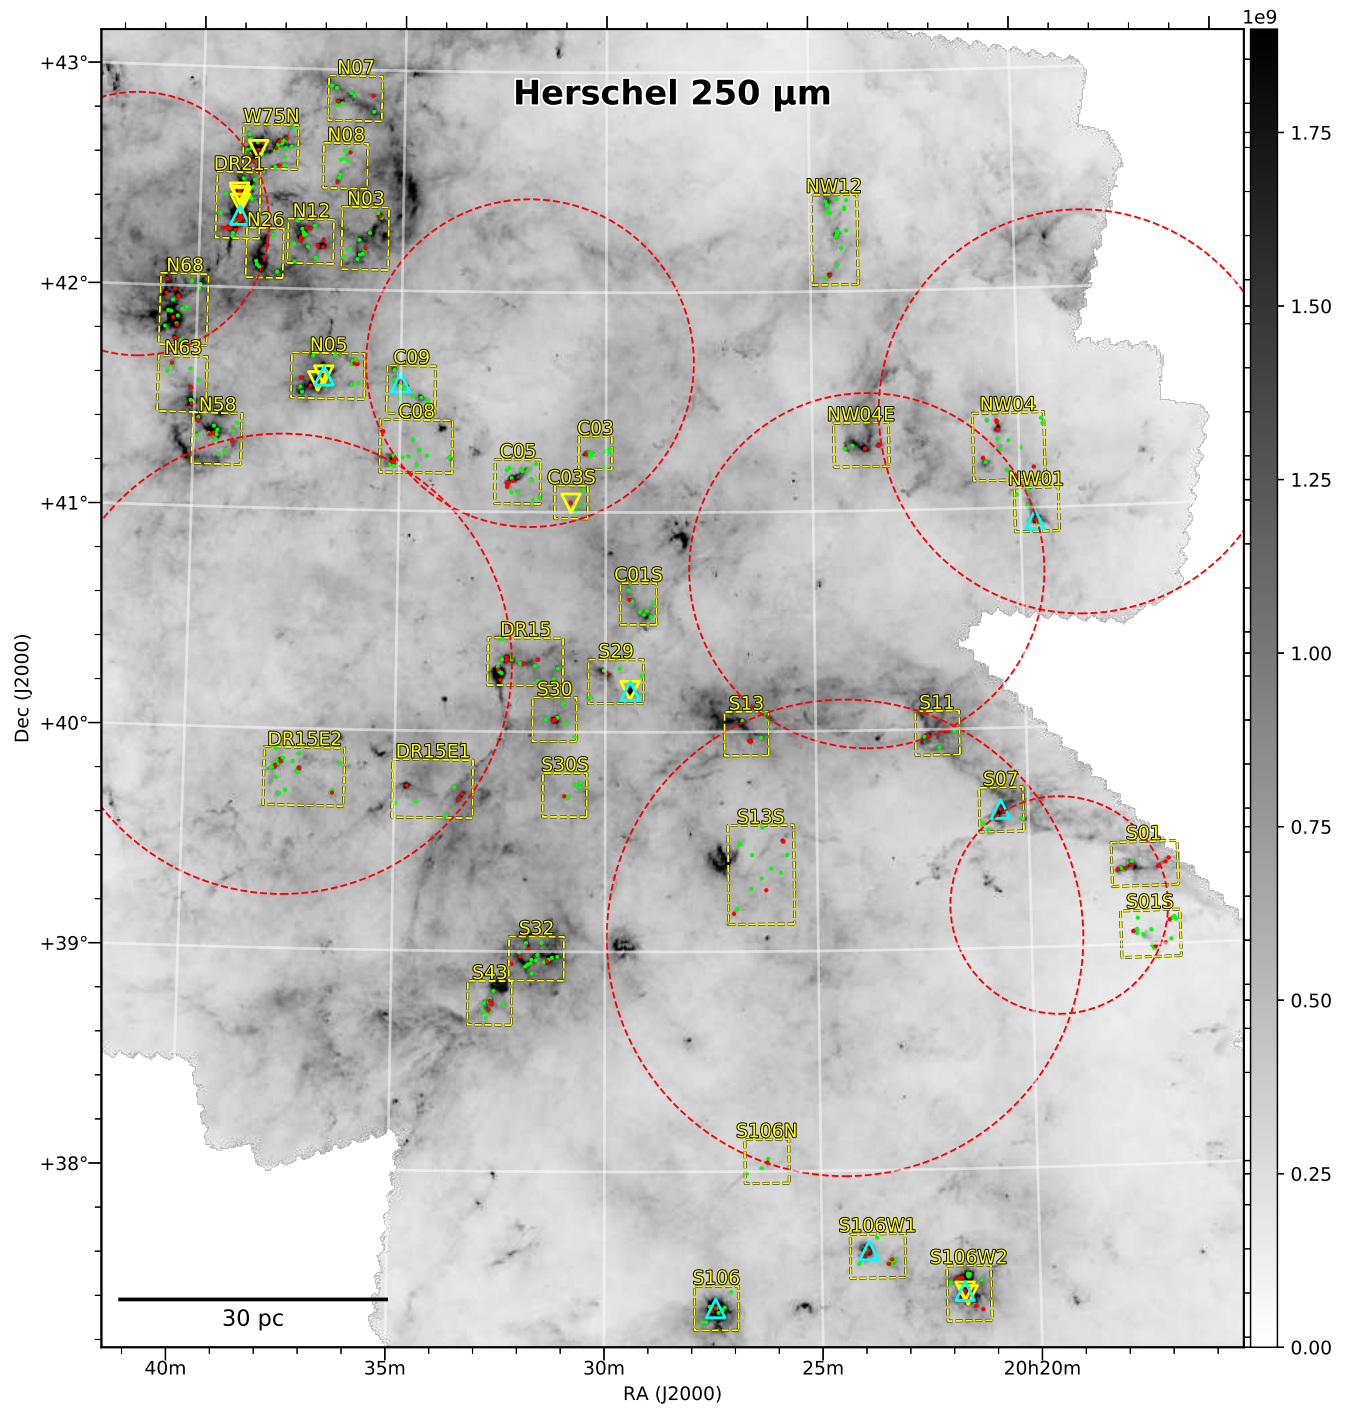 1e9
Herschel 250 µm
+43°
+42°
+41°
+40°
+39°
+38°
Dec (J2000)
N07
W75N
N08
DR21
N03
N12
N26
NW12
N68
N05
N63
C09
N58
C08
NW04E
NW04
C03
C05
C03S
NW01
C01S
DR15
S29
S30
S13
S11
DR15E2
DR15E1
S30S
S07
S13S
S01
S01S
S32
S43
S106N
S106W1
S106W2
S106
30 pc
40m
35m
30m
25m
20h20m
RA (J2000)
1.75
1.50
1.25
1.00
0.75
0.50
0.25
0.00